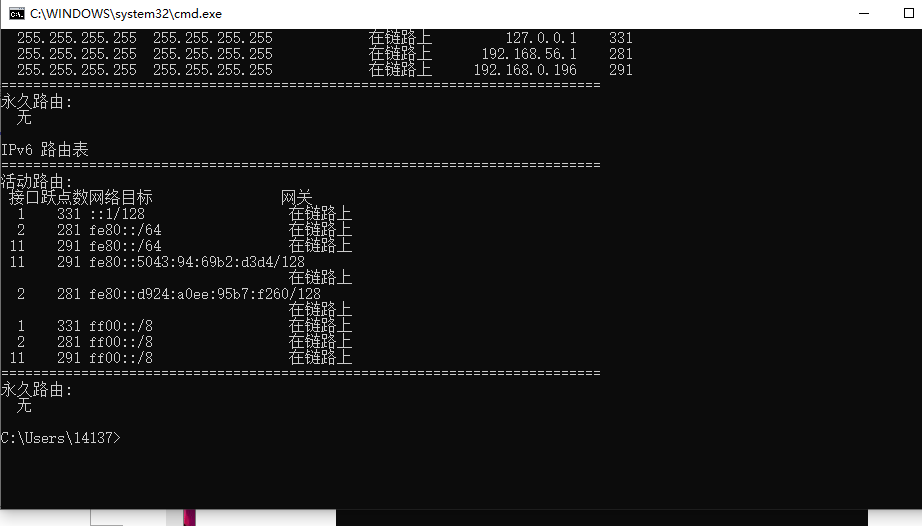 C:\WINDOWS\system32\cmd.exe
255.255.255.255 255.255.255.255 在链路上 127.0.0.1 331
255.255.255.255 255.255.255.255 在链路上 192.168.56.1 281
255.255.255.255 255.255.255.255 在链路上 192.168.0.196 291
===========================================================================
永久路由:
无
IPv6 路由表
===========================================================================
活动路由:
接口跃点数网络目标 网关
1 331 ::1/128 在链路上
2 281 fe80::/64 在链路上
11 291 fe80::/64 在链路上
11 291 fe80::5043:94:69b2:d3d4/128
在链路上
2 281 fe80::d924:a0ee:95b7:f260/128
在链路上
1 331 ff00::/8 在链路上
2 281 ff00::/8 在链路上
11 291 ff00::/8 在链路上
===========================================================================
永久路由:
无
C:\Users\14137>